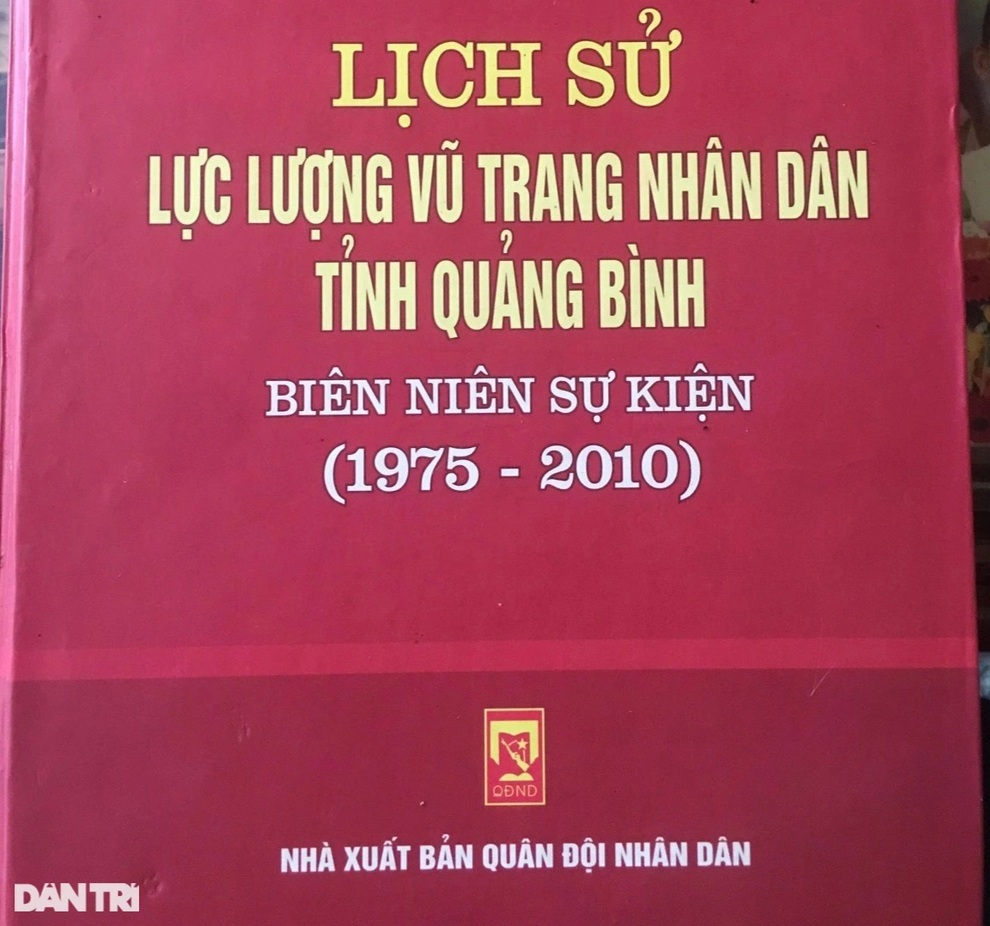 LỊCH SỬ
LỰC LƯỢNG VŨ TRANG NHÂN DÂN
TỈNH QUẢNG BÌNH
BIÊN NIÊN SỰ KIỆN
(1975 - 2010)
QĐND
NHÀ XUẤT BẢN QUÂN ĐỘI NHÂN DÂN
DÂN TRÍ